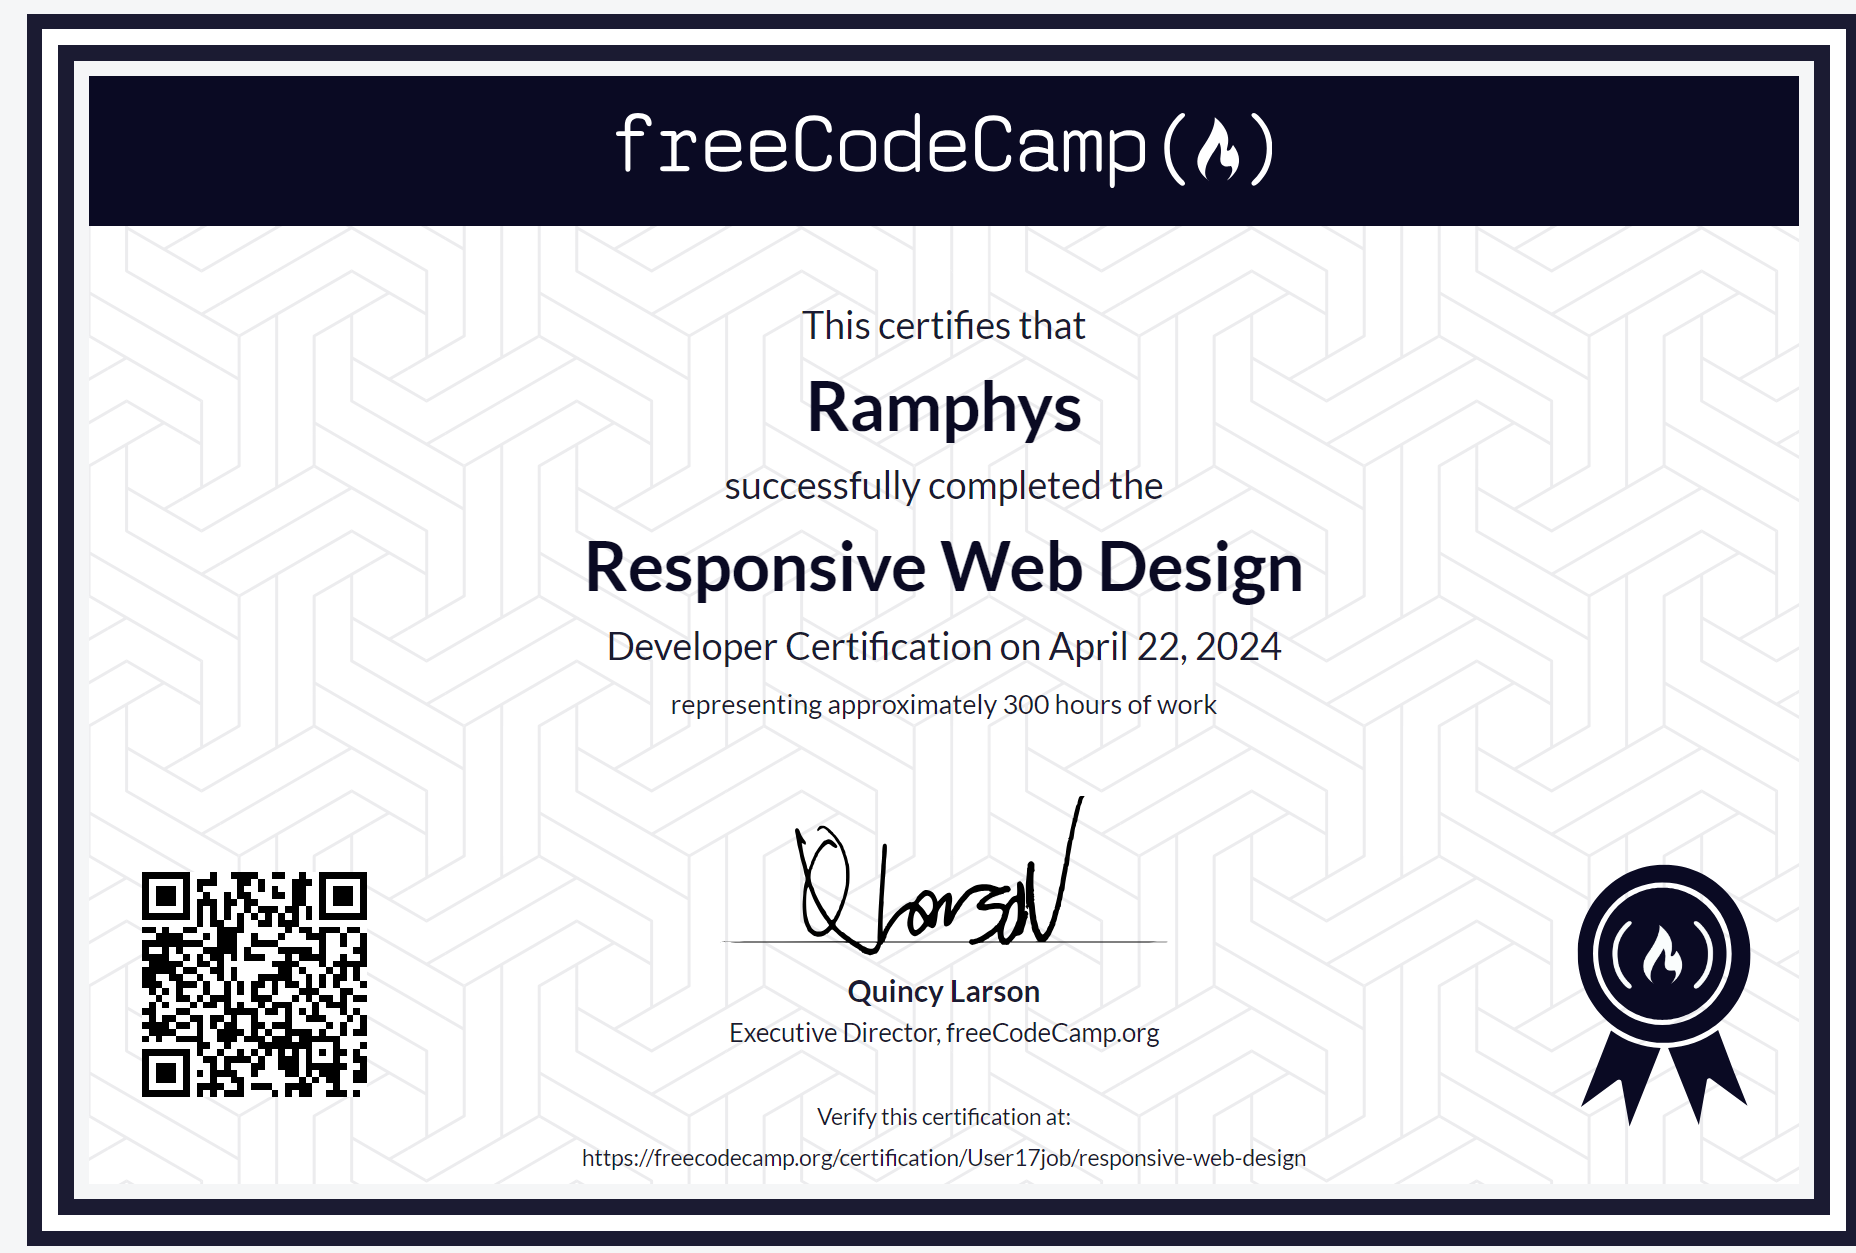 freeCodeCamp
This certifies that
Ramphys
successfully completed the
Responsive Web Design
Developer Certification on April 22, 2024
representing approximately 300 hours of work
Quincy Larson
Executive Director, freeCodeCamp.org
Verify this certification at:
https://freecodecamp.org/certification/User17job/responsive-web-design